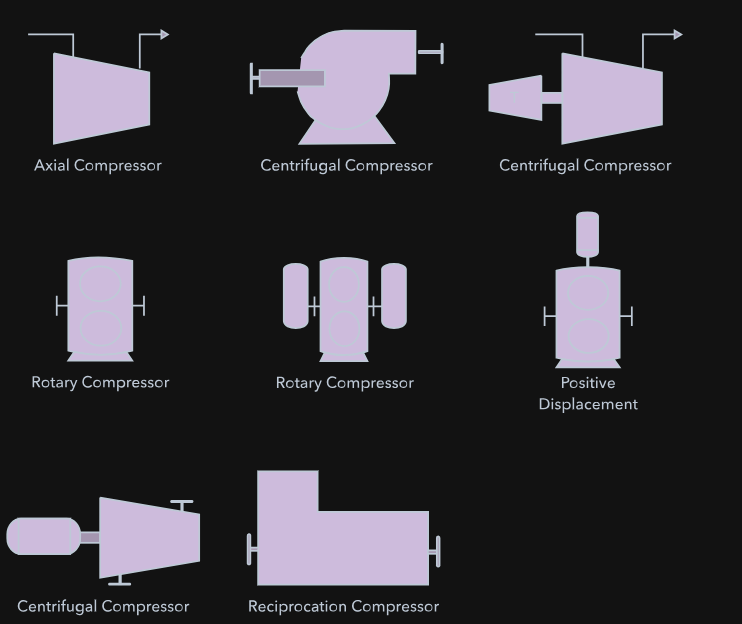 Axial Compressor
Centrifugal Compressor
Centrifugal Compressor
Rotary Compressor
Rotary Compressor
Positive
Displacement
Centrifugal Compressor
Reciprocation Compressor